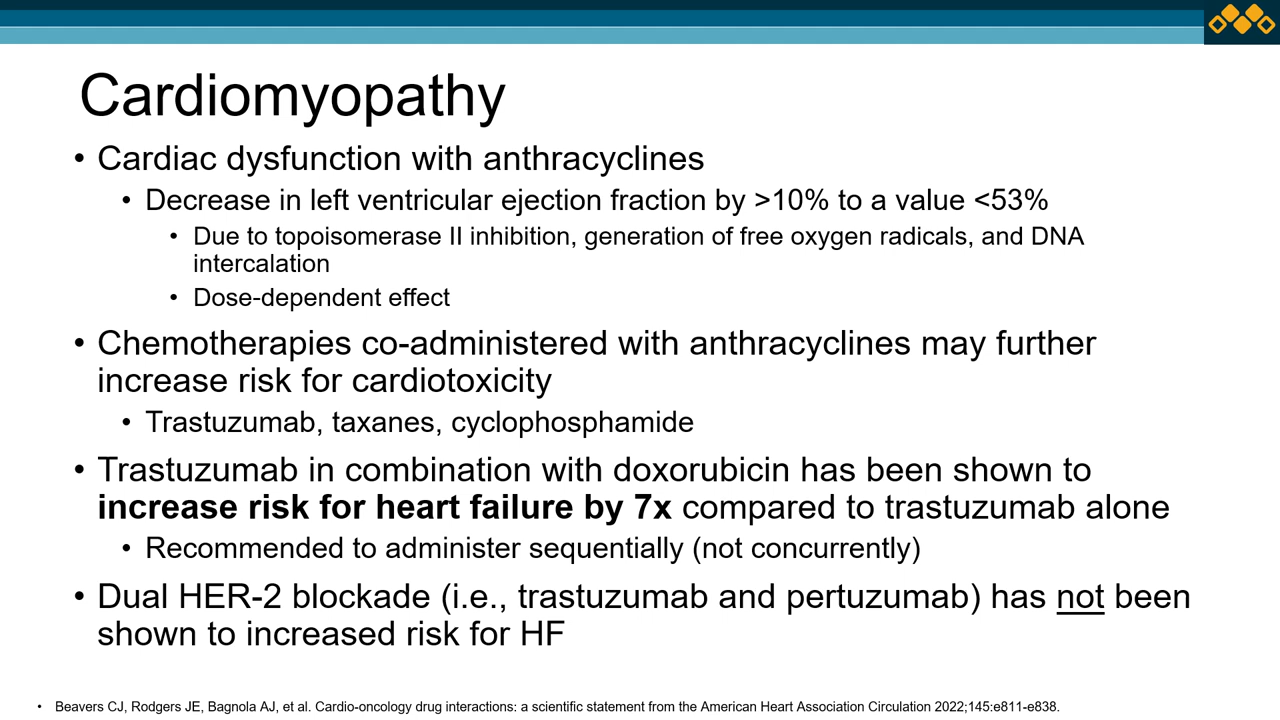 Cardiomyopathy
• Cardiac dysfunction with anthracyclines
• Decrease in left ventricular ejection fraction by >10% to a value <53%
• Due to topoisomerase II inhibition, generation of free oxygen radicals, and DNA
intercalation
• Dose-dependent effect
• Chemotherapies co-administered with anthracyclines may further
increase risk for cardiotoxicity
• Trastuzumab, taxanes, cyclophosphamide
• Trastuzumab in combination with doxorubicin has been shown to
increase risk for heart failure by 7x compared to trastuzumab alone
• Recommended to administer sequentially (not concurrently)
• Dual HER-2 blockade (i.e., trastuzumab and pertuzumab) has not been
shown to increased risk for HF
• Beavers CJ, Rodgers JE, Bagnola AJ, et al. Cardio-oncology drug interactions: a scientific statement from the American Heart Association Circulation 2022;145:e811-e838.